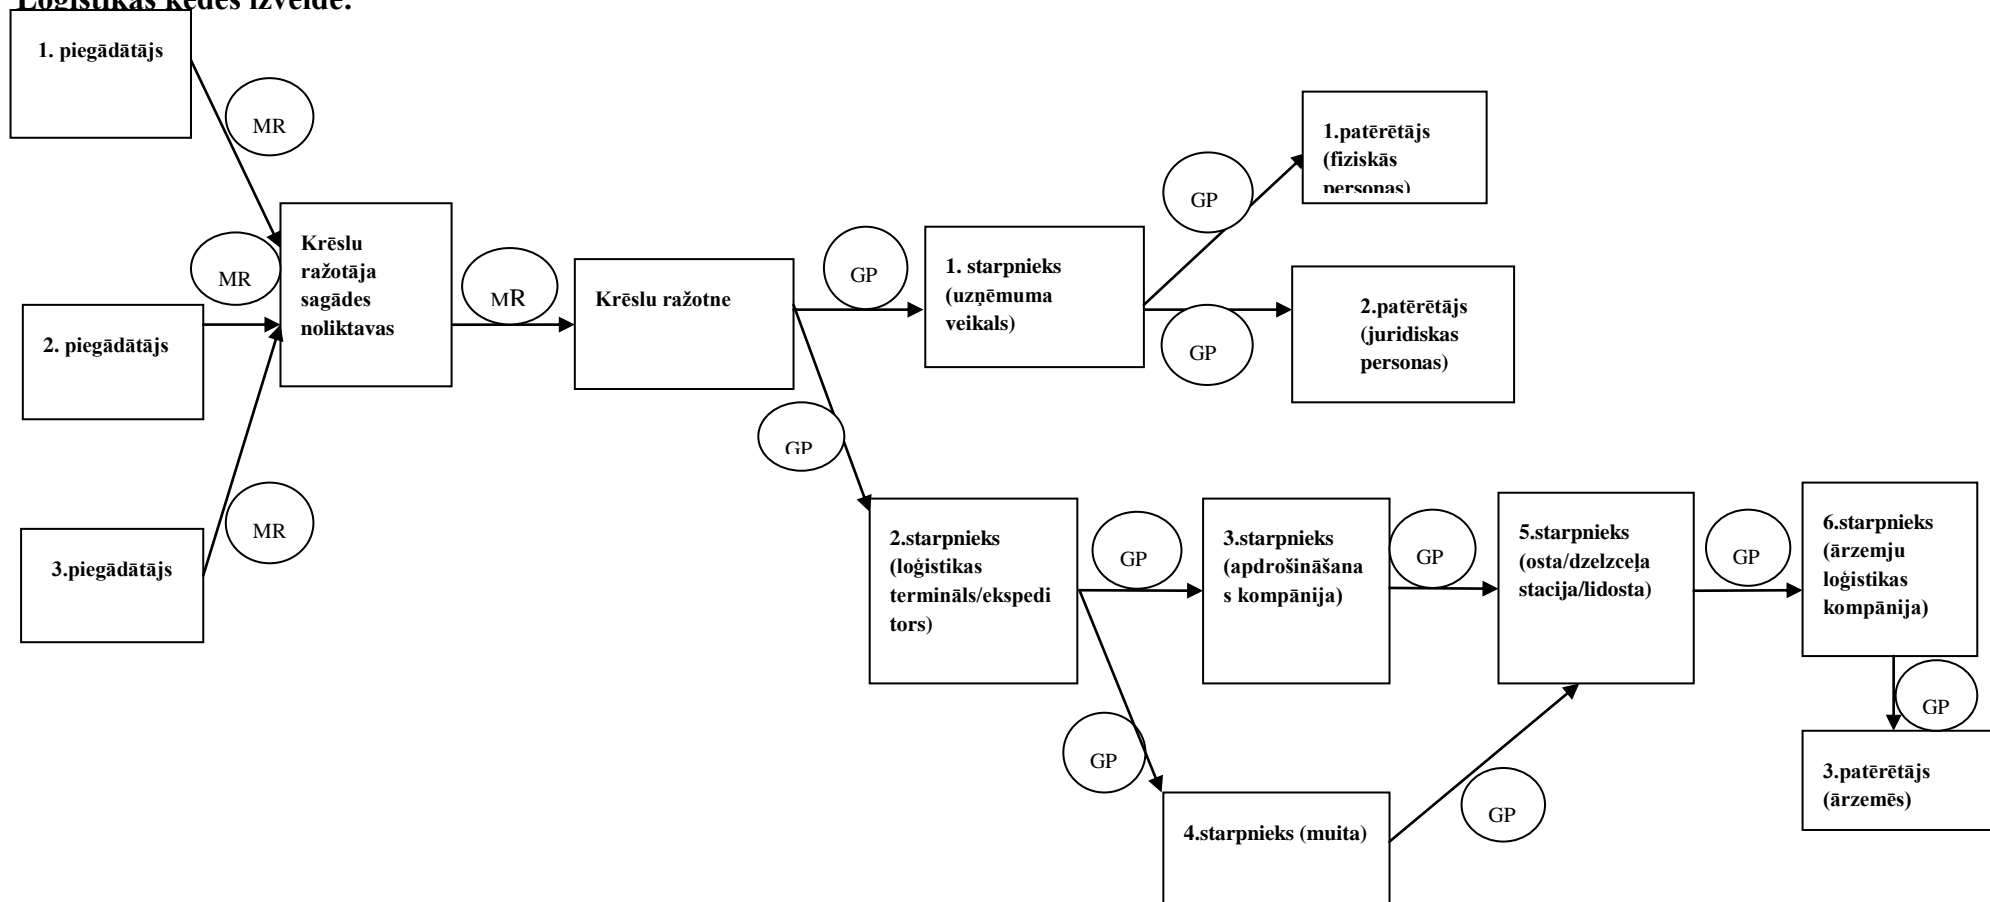 Loģistikas ķēdes izveide.
1. piegādātājs
MR
1.patērētājs
(fiziskās
personas)
GP
Krēslu
ražotāja
sagādes
noliktavas
MR
MR
Krēslu ražotne
GP
1. starpnieks
(uzņēmuma
veikals)
2.patērētājs
(juridiskas
personas)
GP
2. piegādātājs
GP
3.piegādātājs
MR
2.starpnieks
(loģistikas
termināls/ekspedi
tors)
GP
3.starpnieks
(apdrošināšana
s kompānija)
GP
5.starpnieks
(osta/dzelzceļa
stacija/lidosta)
GP
6.starpnieks
(ārzemju
loģistikas
kompānija)
GP
GP
4.starpnieks (muita)
GP
3.patērētājs
(ārzemēs)